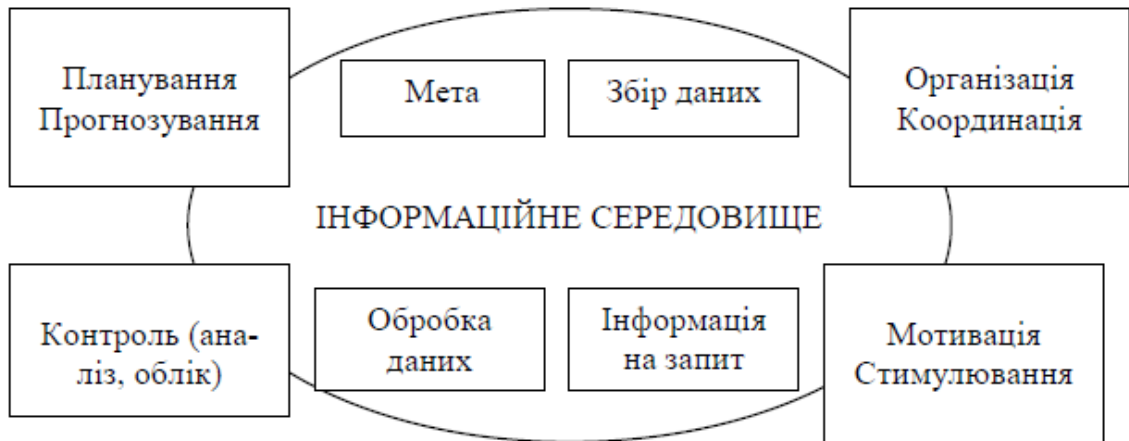 Планування
Прогнозування
Мета
Збір даних
Організація
Координація
ІНФОРМАЦІЙНЕ СЕРЕДОВИЩЕ
Контроль (ана-
ліз, облік)
Обробка
даних
Інформація
на запит
Мотивація
Стимулювання